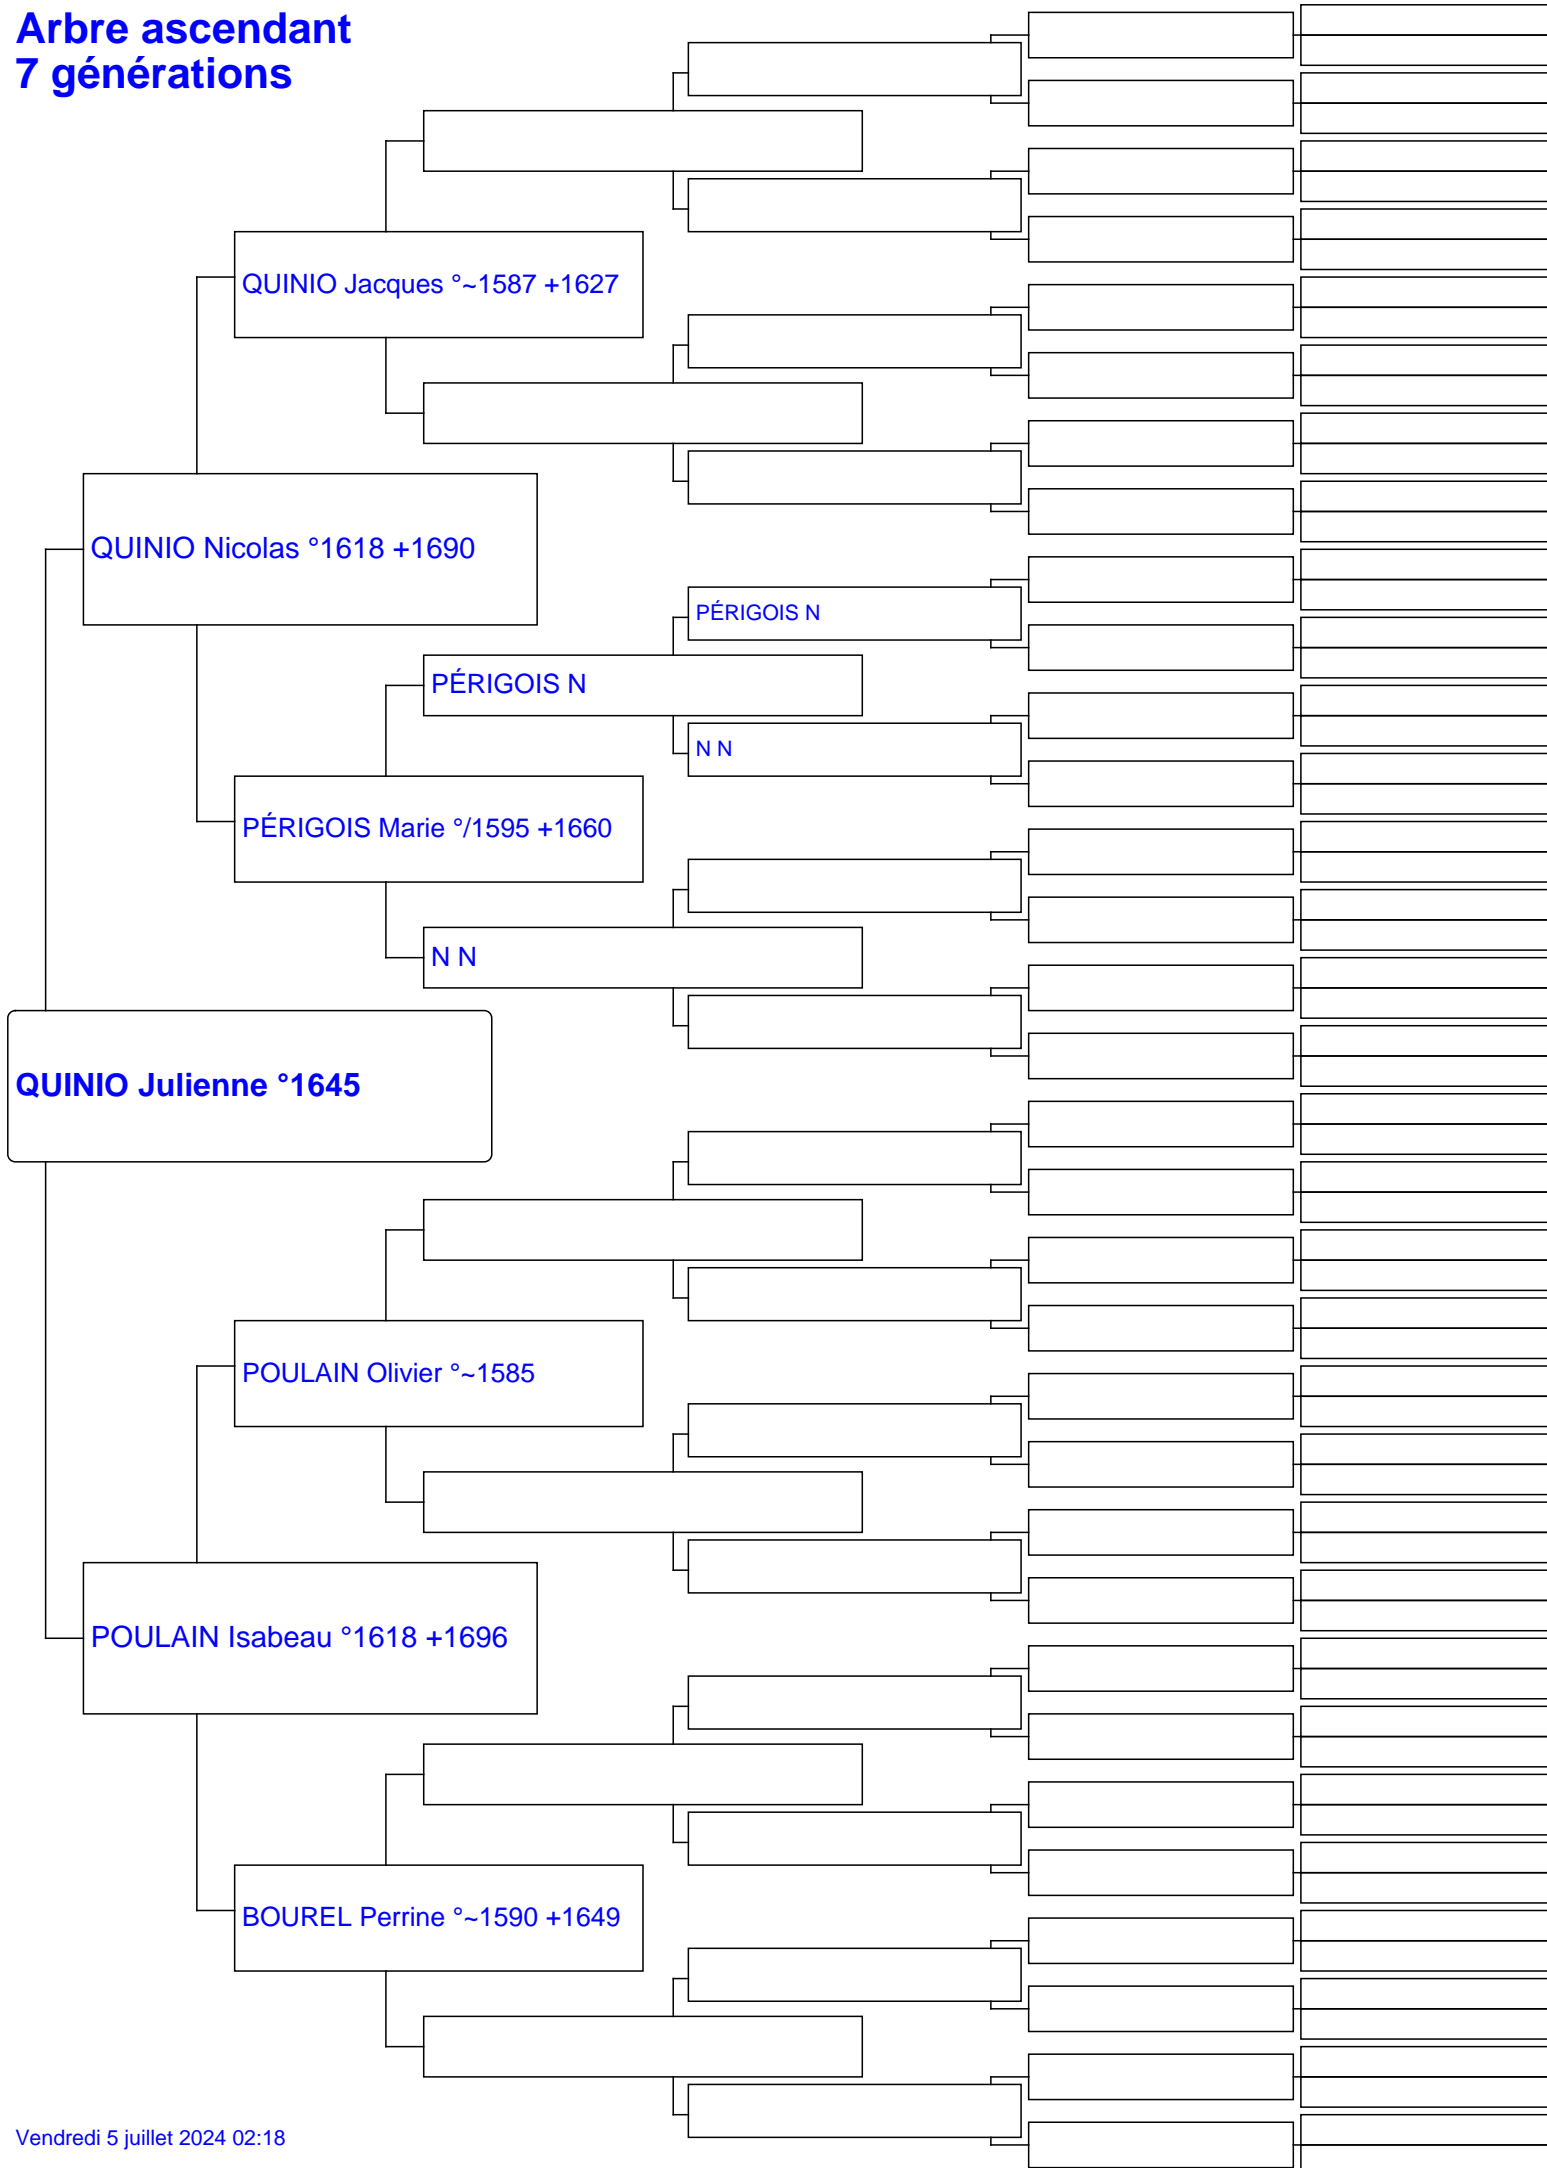 Arbre ascendant
7 générations
QUINIO Jacques °~1587 +1627
QUINIO Nicolas °1618 +1690
PÉRIGOIS N
PÉRIGOIS N
N N
PÉRIGOIS Marie °/1595 +1660
N N
QUINIO Julienne °1645
POULAIN Olivier °~1585
POULAIN Isabeau °1618 +1696
BOUREL Perrine °~1590 +1649
Vendredi 5 juillet 2024 02:18